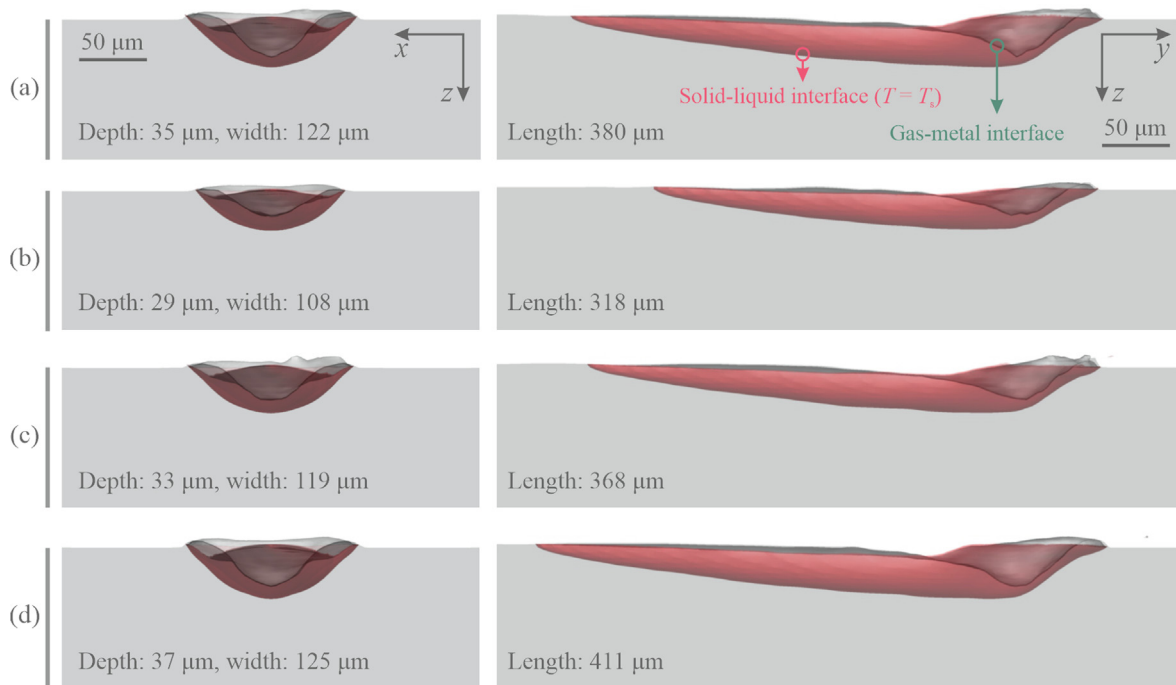 (a)
50 μm
x
z
Depth: 35 μm, width: 122 μm
Solid-liquid interface (T = Tₛ)
Gas-metal interface
y
z
50 μm
Length: 380 μm
(b)
Depth: 29 μm, width: 108 μm
Length: 318 μm
(c)
Depth: 33 μm, width: 119 μm
Length: 368 μm
(d)
Depth: 37 μm, width: 125 μm
Length: 411 μm